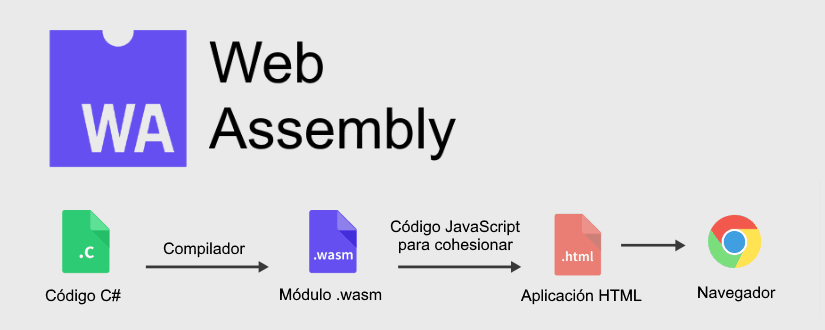 WA
Web
Assembly
.c
Compilador
.wasm
Código JavaScript
para cohesionar
.html
Código C#
Módulo .wasm
Aplicación HTML
Navegador